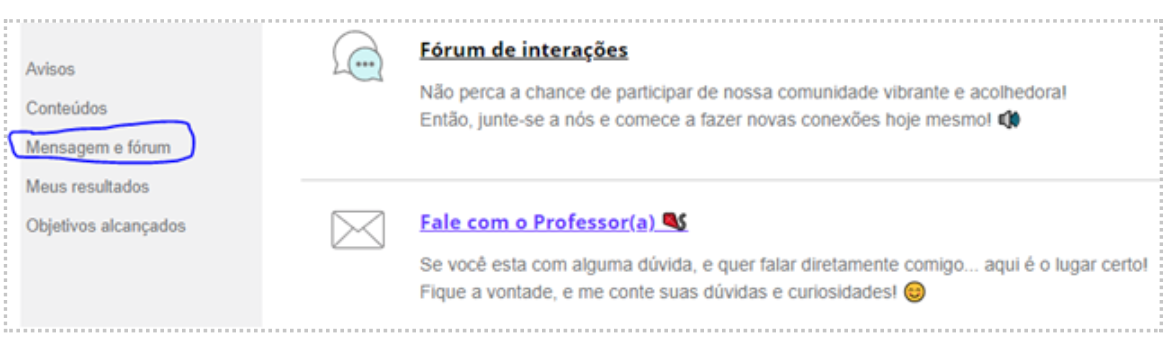 Avisos
Conteúdos
Mensagem e fórum
Meus resultados
Objetivos alcançados
Fórum de interações
Não perca a chance de participar de nossa comunidade vibrante e acolhedora!
Então, junte-se a nós e comece a fazer novas conexões hoje mesmo! 🔊
Fale com o Professor(a)
Se você esta com alguma dúvida, e quer falar diretamente comigo... aqui é o lugar certo!
Fique a vontade, e me conte suas dúvidas e curiosidades! 😊